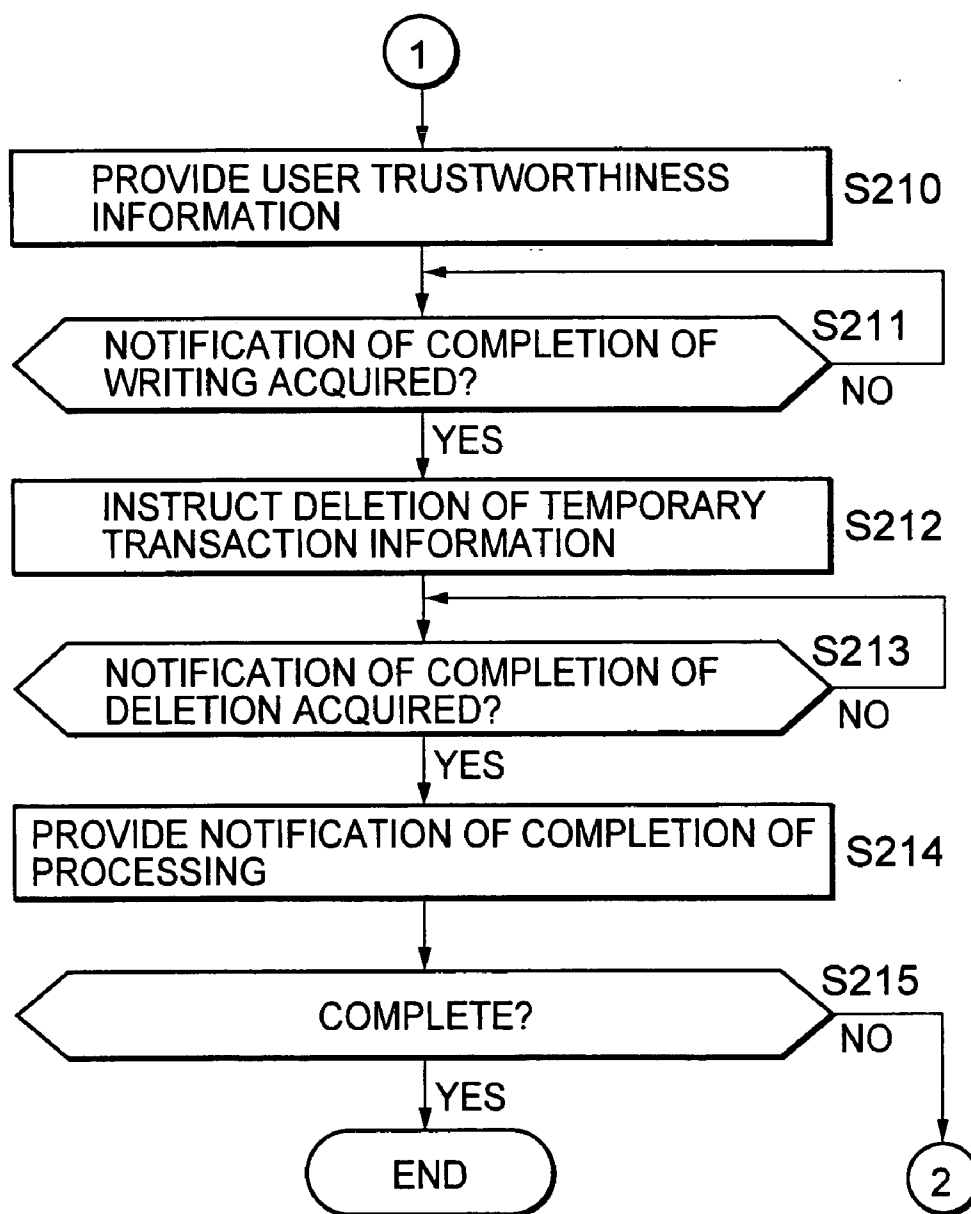 1
PROVIDE USER TRUSTWORTHINESS
INFORMATION
S210
NOTIFICATION OF COMPLETION OF
WRITING ACQUIRED?
S211
NO
YES
INSTRUCT DELETION OF TEMPORARY
TRANSACTION INFORMATION
S212
NOTIFICATION OF COMPLETION OF
DELETION ACQUIRED?
S213
NO
YES
PROVIDE NOTIFICATION OF COMPLETION OF
PROCESSING
S214
COMPLETE?
S215
NO
YES
END
2